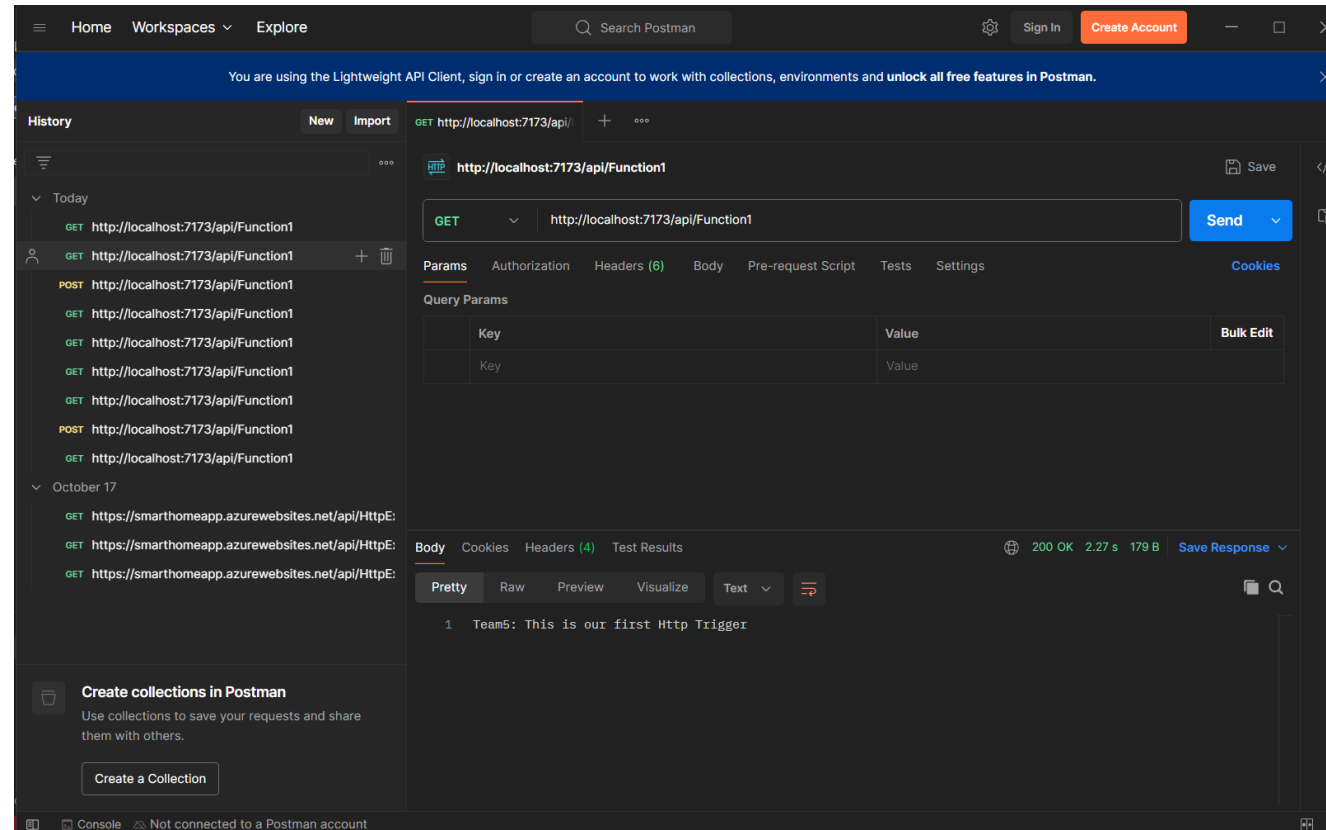 Home Workspaces Explore Search Postman Sign In Create Account
You are using the Lightweight API Client, sign in or create an account to work with collections, environments and unlock all free features in Postman.
History New Import
GET http://localhost:7173/api/
Today
GET http://localhost:7173/api/Function1
GET http://localhost:7173/api/Function1
POST http://localhost:7173/api/Function1
GET http://localhost:7173/api/Function1
GET http://localhost:7173/api/Function1
GET http://localhost:7173/api/Function1
GET http://localhost:7173/api/Function1
POST http://localhost:7173/api/Function1
GET http://localhost:7173/api/Function1
October 17
GET https://smarthomeapp.azurewebsites.net/api/HttpE
GET https://smarthomeapp.azurewebsites.net/api/HttpE
GET https://smarthomeapp.azurewebsites.net/api/HttpE
Create collections in Postman
Use collections to save your requests and share
them with others.
Create a Collection
HTTP http://localhost:7173/api/Function1 Save
GET http://localhost:7173/api/Function1 Send
Params Authorization Headers (6) Body Pre-request Script Tests Settings Cookies
Query Params
Key Value Bulk Edit
Key Value
Body Cookies Headers (4) Test Results 200 OK 2.27 s 179 B Save Response
Pretty Raw Preview Visualize Text
1 Team5: This is our first Http Trigger
Console Not connected to a Postman account